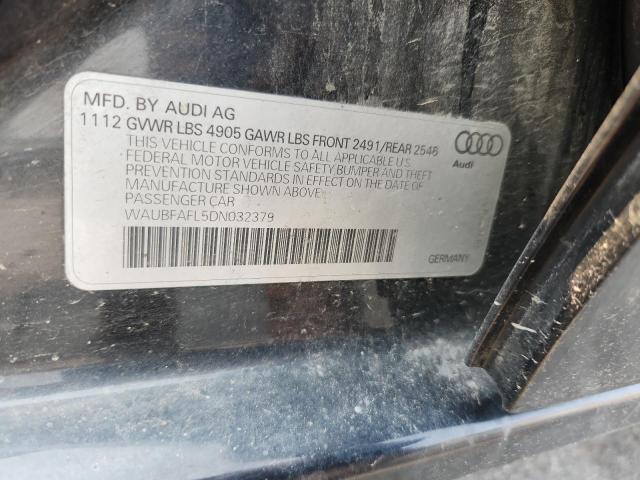 MFD. BY AUDI AG
1112 GVWR LBS 4905 GAWR LBS FRONT 2491/REAR 2546
THIS VEHICLE CONFORMS TO ALL APPLICABLE U.S.
FEDERAL MOTOR VEHICLE SAFETY BUMPER AND THEFT
PREVENTION STANDARDS IN EFFECT ON THE DATE OF
MANUFACTURE SHOWN ABOVE.
PASSENGER CAR
WAUBFAFL5DN032379
Audi
GERMANY